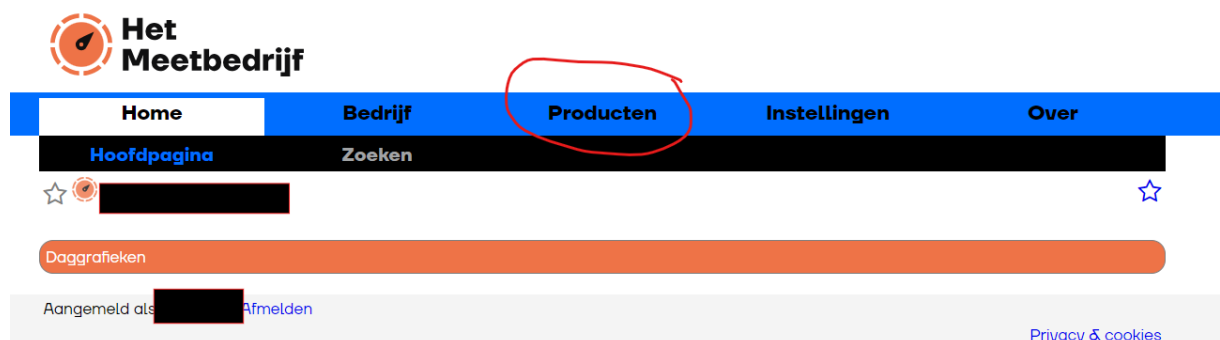 Het
Meetbedrijf
Home Bedrijf Producten Instellingen Over
Hoofdpagina Zoeken
Daggrafieken
Aangemeld als Afmelden
Privacy & cookies